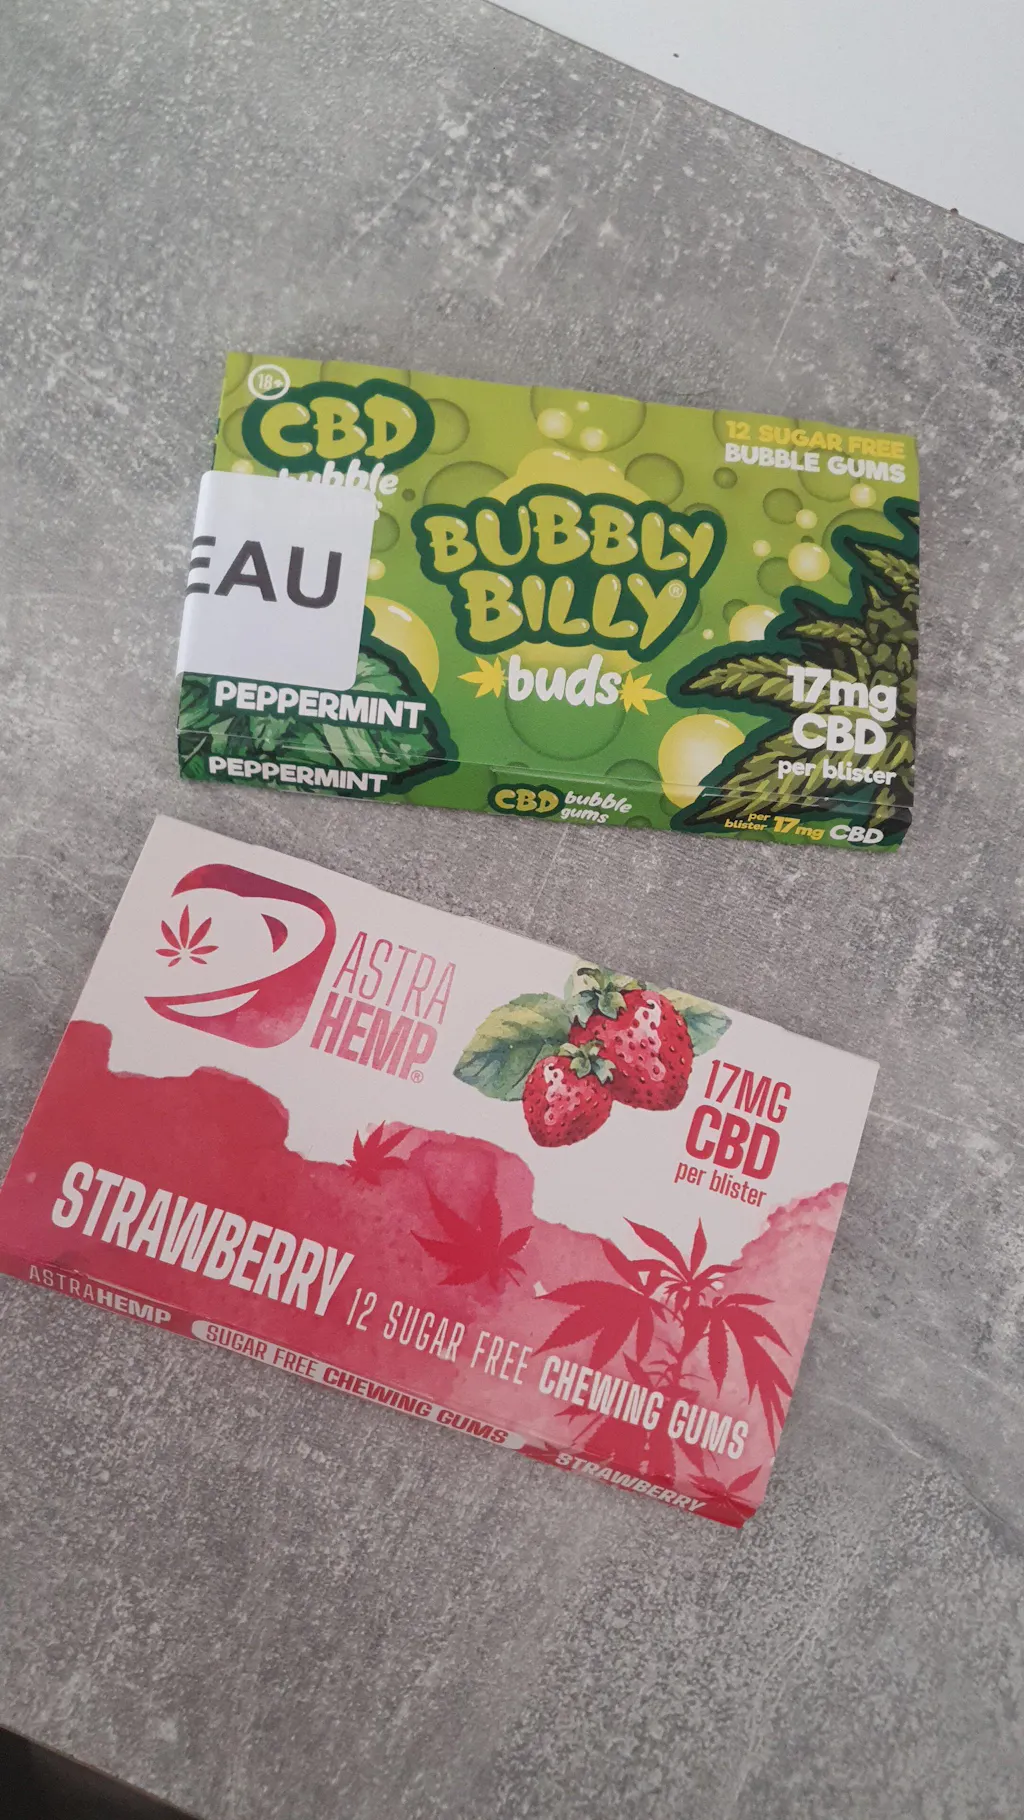 18+
CBD
bubble
EAU
PEPPERMINT
BUBBLY
BILLY®
buds
12 SUGAR FREE
BUBBLE GUMS
17mg
CBD
per blister
PEPPERMINT
CBD bubble
gums
per
blister 17mg CBD
ASTRA
HEMP®
17MG
CBD
per blister
STRAWBERRY 12 SUGAR FREE CHEWING GUMS
ASTRAHEMP SUGAR FREE CHEWING GUMS STRAWBERRY